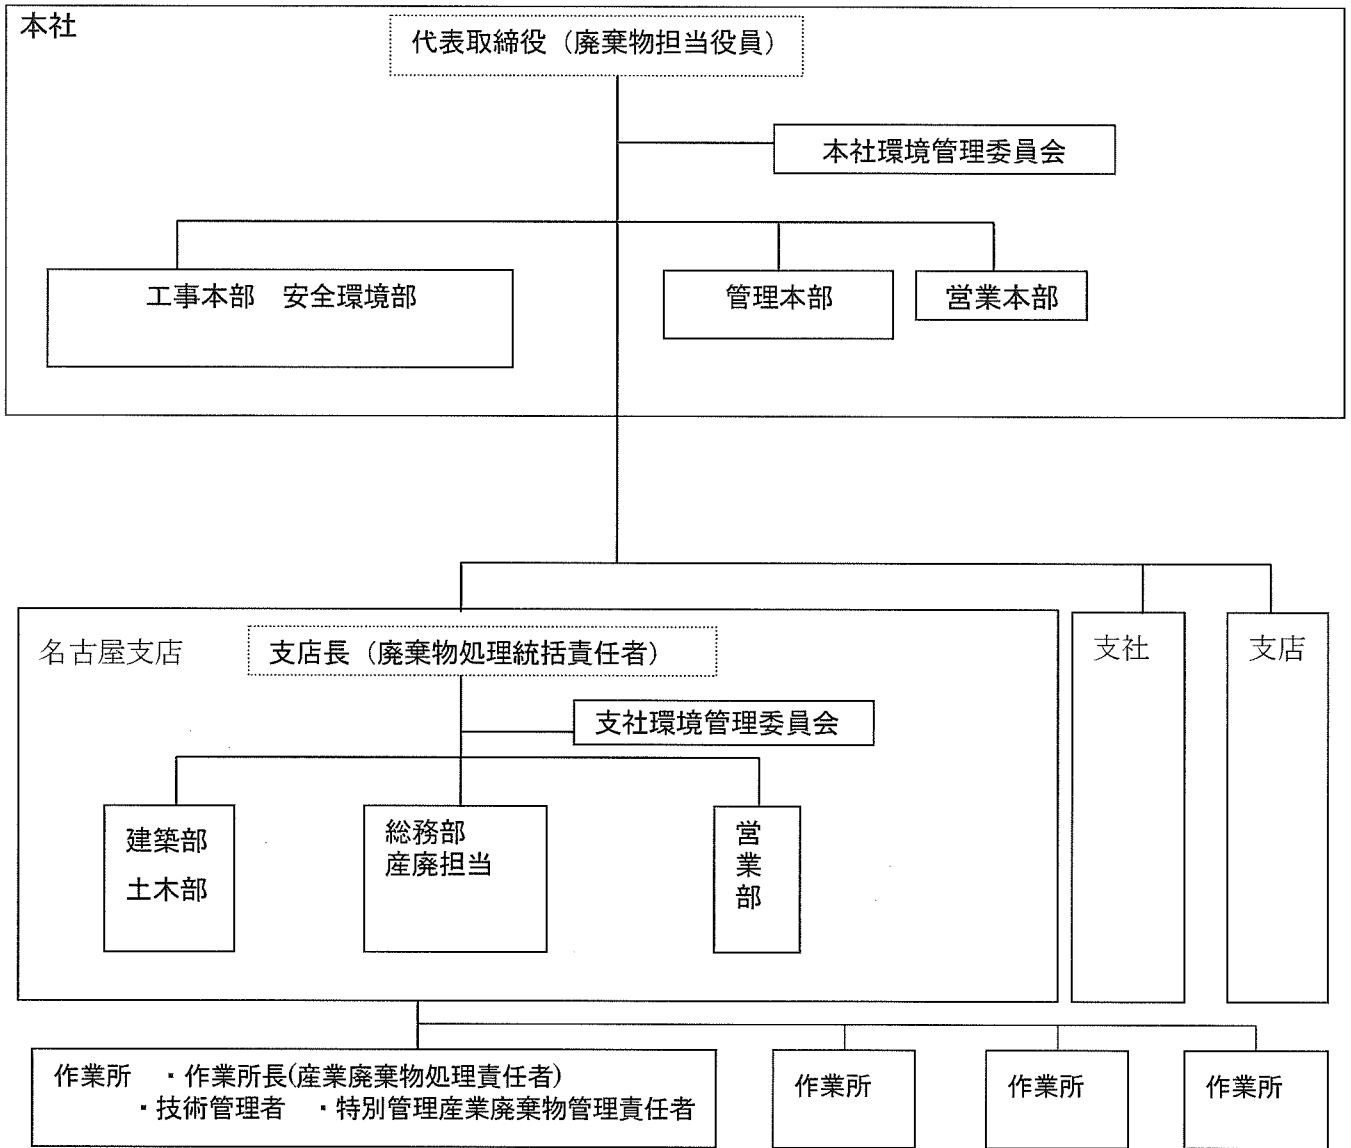 本社
代表取締役（廃棄物担当役員）
本社環境管理委員会
工事本部　安全環境部
管理本部
営業本部
名古屋支店
支店長（廃棄物処理統括責任者）
支社
支店
支社環境管理委員会
建築部
土木部
総務部
産廃担当
営業部
作業所　・作業所長(産業廃棄物処理責任者)
・技術管理者　・特別管理産業廃棄物管理責任者
作業所
作業所
作業所